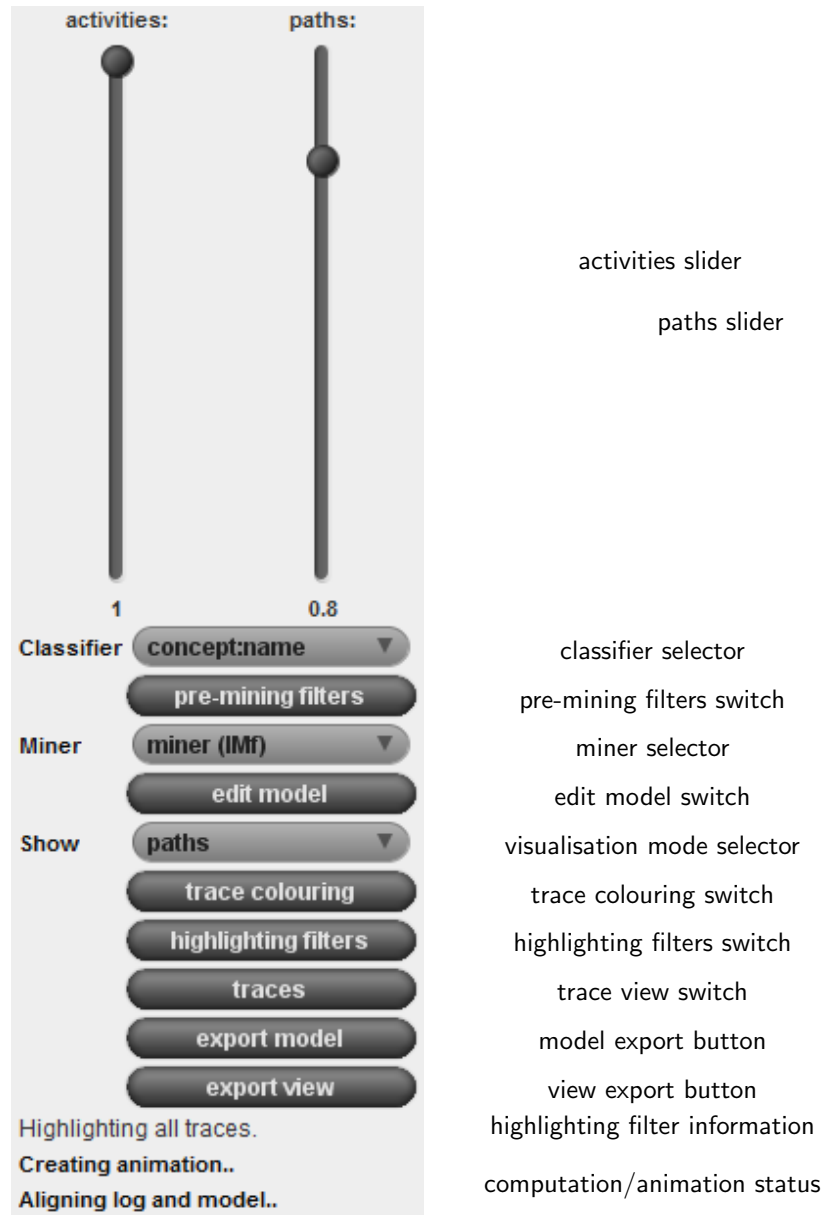 activities: paths:
activities slider
paths slider
1 0.8
Classifier concept:name classifier selector
pre-mining filters pre-mining filters switch
Miner miner (IMf) miner selector
edit model edit model switch
Show paths visualisation mode selector
trace colouring trace colouring switch
highlighting filters highlighting filters switch
traces trace view switch
export model model export button
export view view export button
Highlighting all traces. highlighting filter information
Creating animation..
computation/animation status
Aligning log and model..